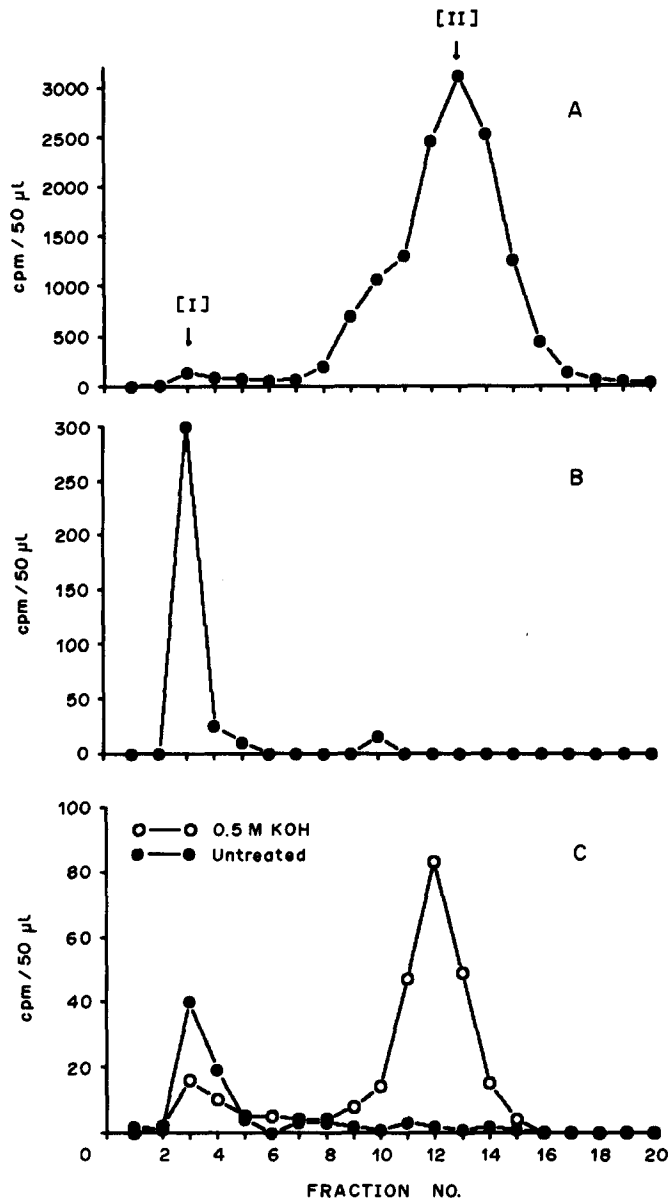 [II]
A
3000
2500
2000
1500
1000
500
0
cpm / 50 µl
[I]
B
300
250
200
150
100
50
0
cpm / 50 µl
C
O—O 0.5 M KOH
●—● Untreated
100
80
60
40
20
cpm / 50 µl
0 2 4 6 8 10 12 14 16 18 20
FRACTION NO.